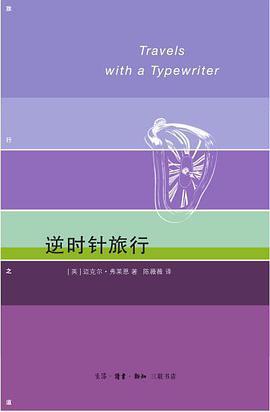 旅
行
之
道
Travels
with a Typewriter
逆时针旅行
[英]迈克尔·弗莱恩 著 陈薇薇 译
生活·讀書·新知 三联书店